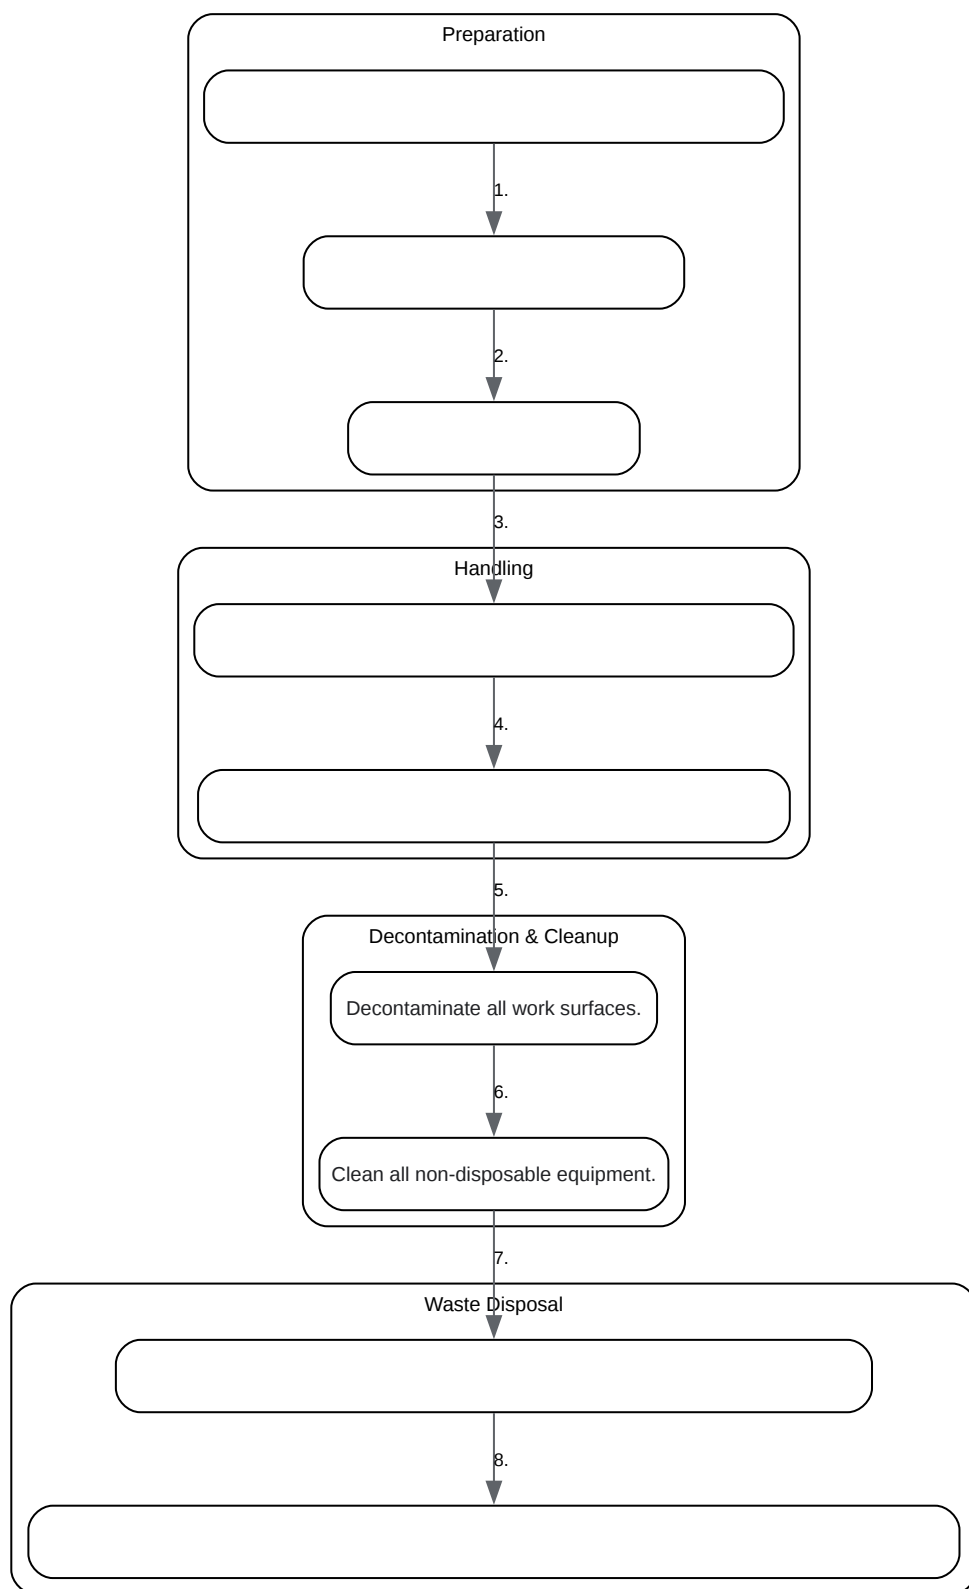 Preparation
1.
2.
3.
Handling
4.
5.
Decontamination & Cleanup
Decontaminate all work surfaces.
6.
Clean all non-disposable equipment.
7.
Waste Disposal
8.